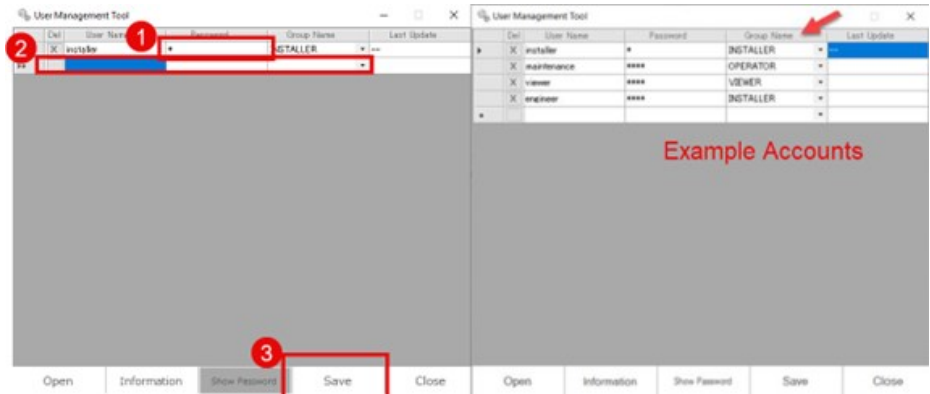 User Management Tool
Del User Name Password Group Name Last Update
1
2
X installer * INSTALLER --
3
Open Information Show Password Save Close
User Management Tool
Del User Name Password Group Name Last Update
X installer * INSTALLER --
X maintenance **** OPERATOR
X viewer **** VIEWER
X engineer **** INSTALLER
*
Example Accounts
Open Information Show Password Save Close